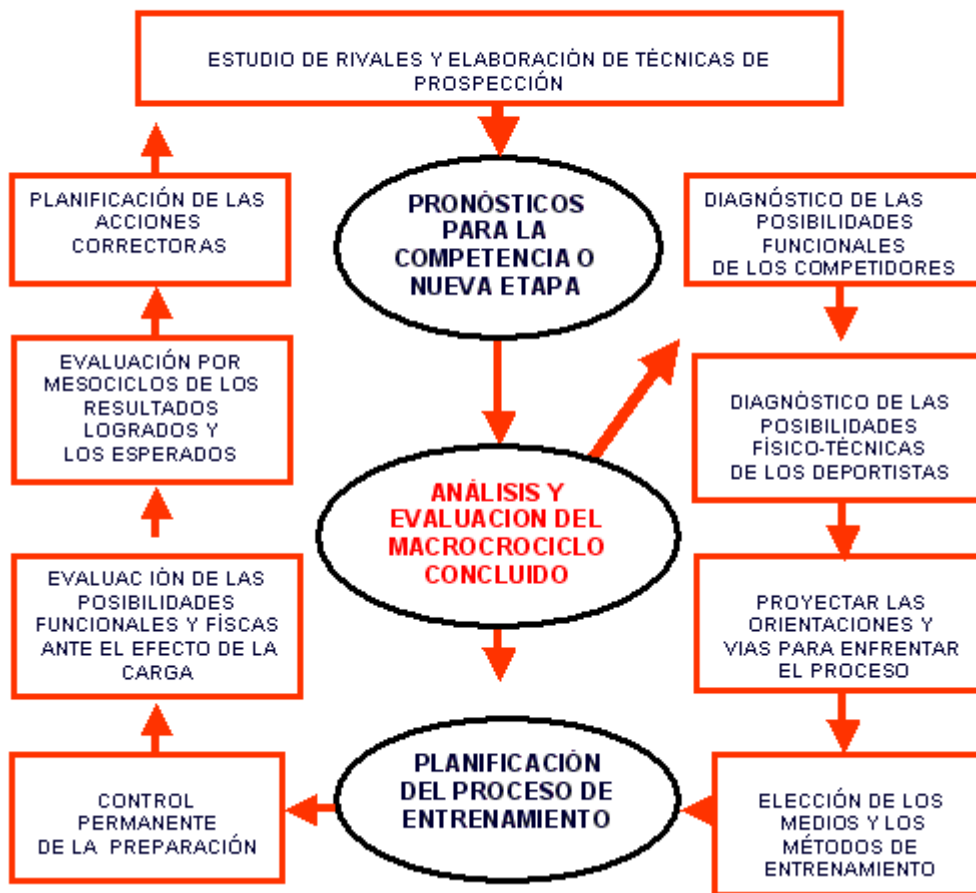 ESTUDIO DE RIVALES Y ELABORACIÓN DE TÉCNICAS DE
PROSPECCIÓN
PLANIFICACIÓN DE LAS
ACCIONES
CORRECTORAS
PRONÓSTICOS
PARA LA
COMPETENCIA O
NUEVA ETAPA
DIAGNÓSTICO DE LAS
POSIBILIDADES
FUNCIONALES
DE LOS COMPETIDORES
EVALUACIÓN POR
MESOCICLOS DE LOS
RESULTADOS
LOGRADOS Y
LOS ESPERADOS
DIAGNÓSTICO DE LAS
POSIBILIDADES
FÍSICO-TÉCNICAS
DE LOS DEPORTISTAS
ANÁLISIS Y
EVALUACION DEL
MACROCROCICLO
CONCLUIDO
EVALUAC IÓN DE LAS
POSIBILIDADES
FUNCIONALES Y FÍSCAS
ANTE EL EFECTO DE LA
CARGA
PROYECTAR LAS
ORIENTACIONES Y
VIAS PARA ENFRENTAR
EL PROCESO
PLANIFICACIÓN
DEL PROCESO DE
ENTRENAMIENTO
CONTROL
PERMANENTE
DE LA PREPARACIÓN
ELECCIÓN DE LOS
MEDIOS Y LOS
MÉTODOS DE
ENTRENAMIENTO